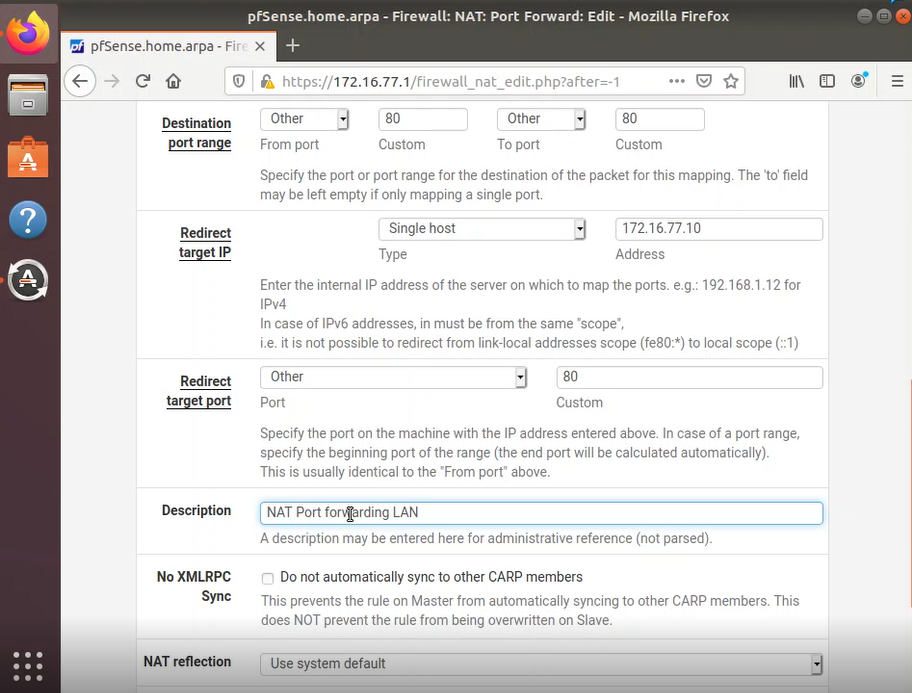 pfSense.home.arpa - Firewall: NAT: Port Forward: Edit - Mozilla Firefox
pf pfSense.home.arpa - Fire
https://172.16.77.1/firewall_nat_edit.php?after=-1
Destination port range
Other 80 Other 80
From port Custom To port Custom
Specify the port or port range for the destination of the packet for this mapping. The 'to' field
may be left empty if only mapping a single port.
Redirect target IP
Single host 172.16.77.10
Type Address
Enter the internal IP address of the server on which to map the ports. e.g.: 192.168.1.12 for
IPv4
In case of IPv6 addresses, in must be from the same "scope",
i.e. it is not possible to redirect from link-local addresses scope (fe80:*) to local scope (::1)
Redirect target port
Other 80
Port Custom
Specify the port on the machine with the IP address entered above. In case of a port range,
specify the beginning port of the range (the end port will be calculated automatically).
This is usually identical to the "From port" above.
Description
NAT Port forwarding LAN
A description may be entered here for administrative reference (not parsed).
No XMLRPC Sync
Do not automatically sync to other CARP members
This prevents the rule on Master from automatically syncing to other CARP members. This
does NOT prevent the rule from being overwritten on Slave.
NAT reflection
Use system default